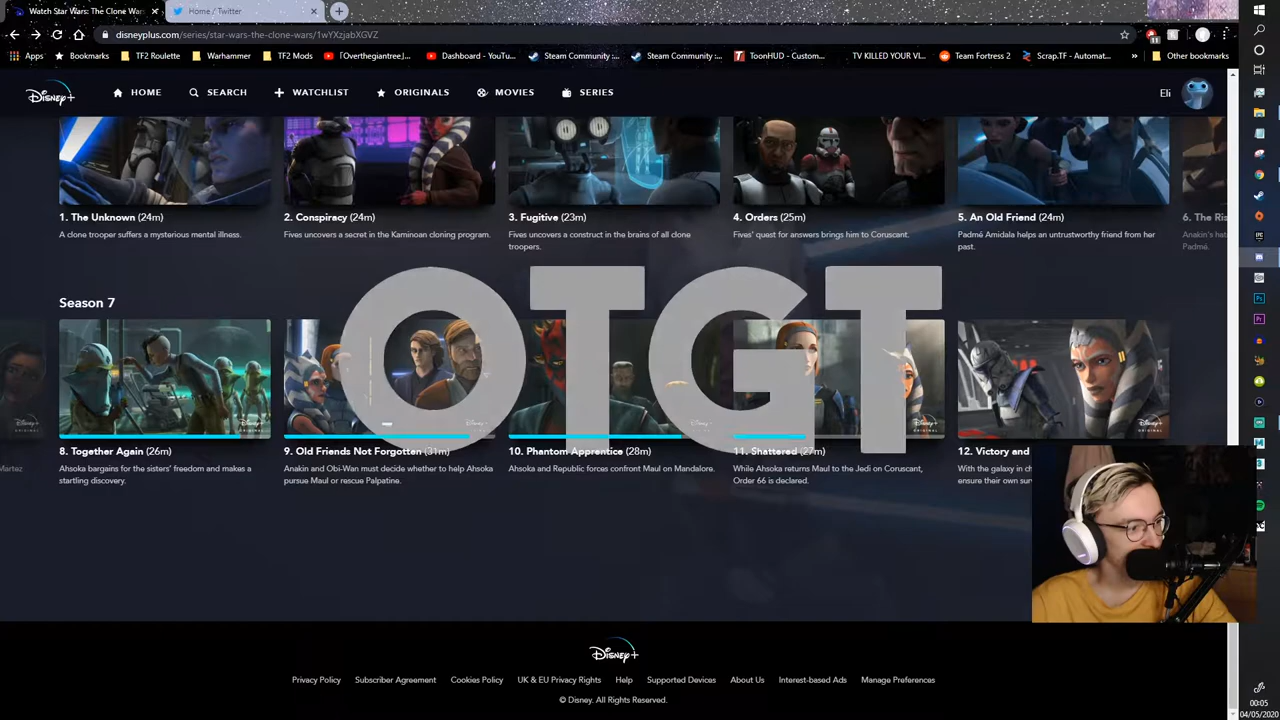 Watch Star Wars: The Clone Wars
Home / Twitter
disneyplus.com/series/star-wars-the-clone-wars/1wYXzjabXGVZ
11
Apps
Bookmarks
TF2 Roulette
Warhammer
TF2 Mods
「Overthegiantree」...
Dashboard - YouTu...
Steam Community :...
Steam Community :...
ToonHUD - Custom...
TV KILLED YOUR VI...
Team Fortress 2
Scrap.TF - Automat...
»
Other bookmarks
Disney+
HOME
SEARCH
WATCHLIST
ORIGINALS
MOVIES
SERIES
Eli
1. The Unknown (24m)
A clone trooper suffers a mysterious mental illness.
2. Conspiracy (24m)
Fives uncovers a secret in the Kaminoan cloning program.
3. Fugitive (23m)
Fives uncovers a construct in the brains of all clone
troopers.
4. Orders (25m)
Fives' quest for answers brings him to Coruscant.
5. An Old Friend (24m)
Padmé Amidala helps an untrustworthy friend from her
past.
6. The Ris
Anakin's hat
Padmé.
OTGT
Season 7
Martez
8. Together Again (26m)
Ahsoka bargains for the sisters' freedom and makes a
startling discovery.
9. Old Friends Not Forgotten (31m)
Anakin and Obi-Wan must decide whether to help Ahsoka
pursue Maul or rescue Palpatine.
10. Phantom Apprentice (28m)
Ahsoka and Republic forces confront Maul on Mandalore.
11. Shattered (27m)
While Ahsoka returns Maul to the Jedi on Coruscant,
Order 66 is declared.
12. Victory and
With the galaxy in ch
ensure their own sur
Disney+
Privacy Policy
Subscriber Agreement
Cookies Policy
UK & EU Privacy Rights
Help
Supported Devices
About Us
Interest-based Ads
Manage Preferences
© Disney. All Rights Reserved.
00:05
04/05/2020